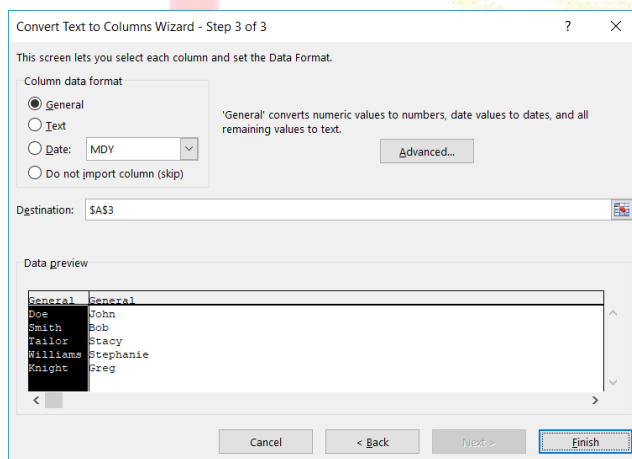 Convert Text to Columns Wizard - Step 3 of 3
This screen lets you select each column and set the Data Format.
Column data format
General
Text
Date: MDY
Do not import column (skip)
'General' converts numeric values to numbers, date values to dates, and all
remaining values to text.
Advanced...
Destination: $A$3
Data preview
General General
Doe John
Smith Bob
Tailor Stacy
Williams Stephanie
Knight Greg
Cancel < Back Next > Finish